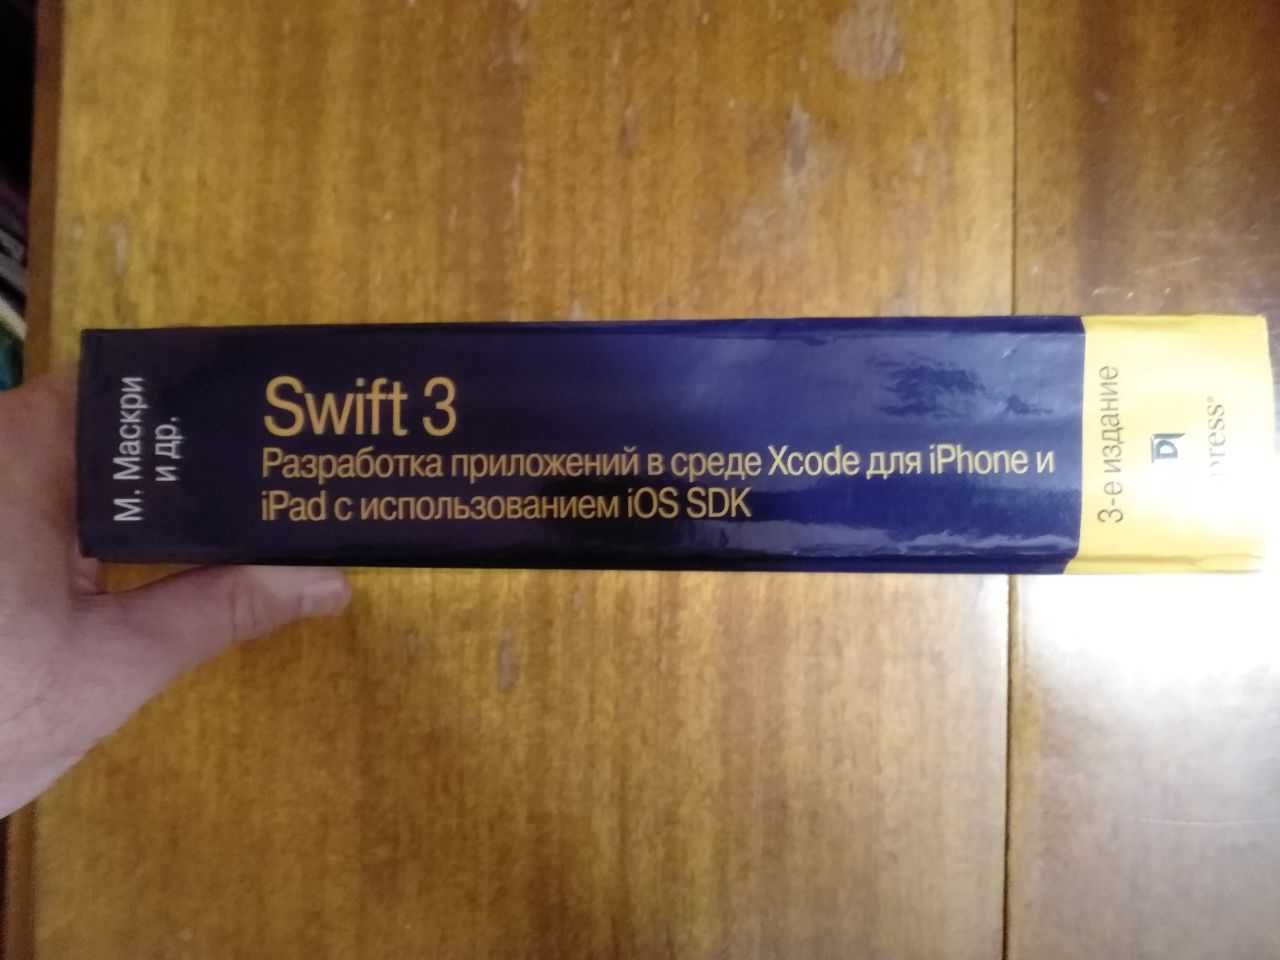 М. Маскри
и др.
Swift 3
Разработка приложений в среде Xcode для iPhone и
iPad с использованием iOS SDK
3-е издание